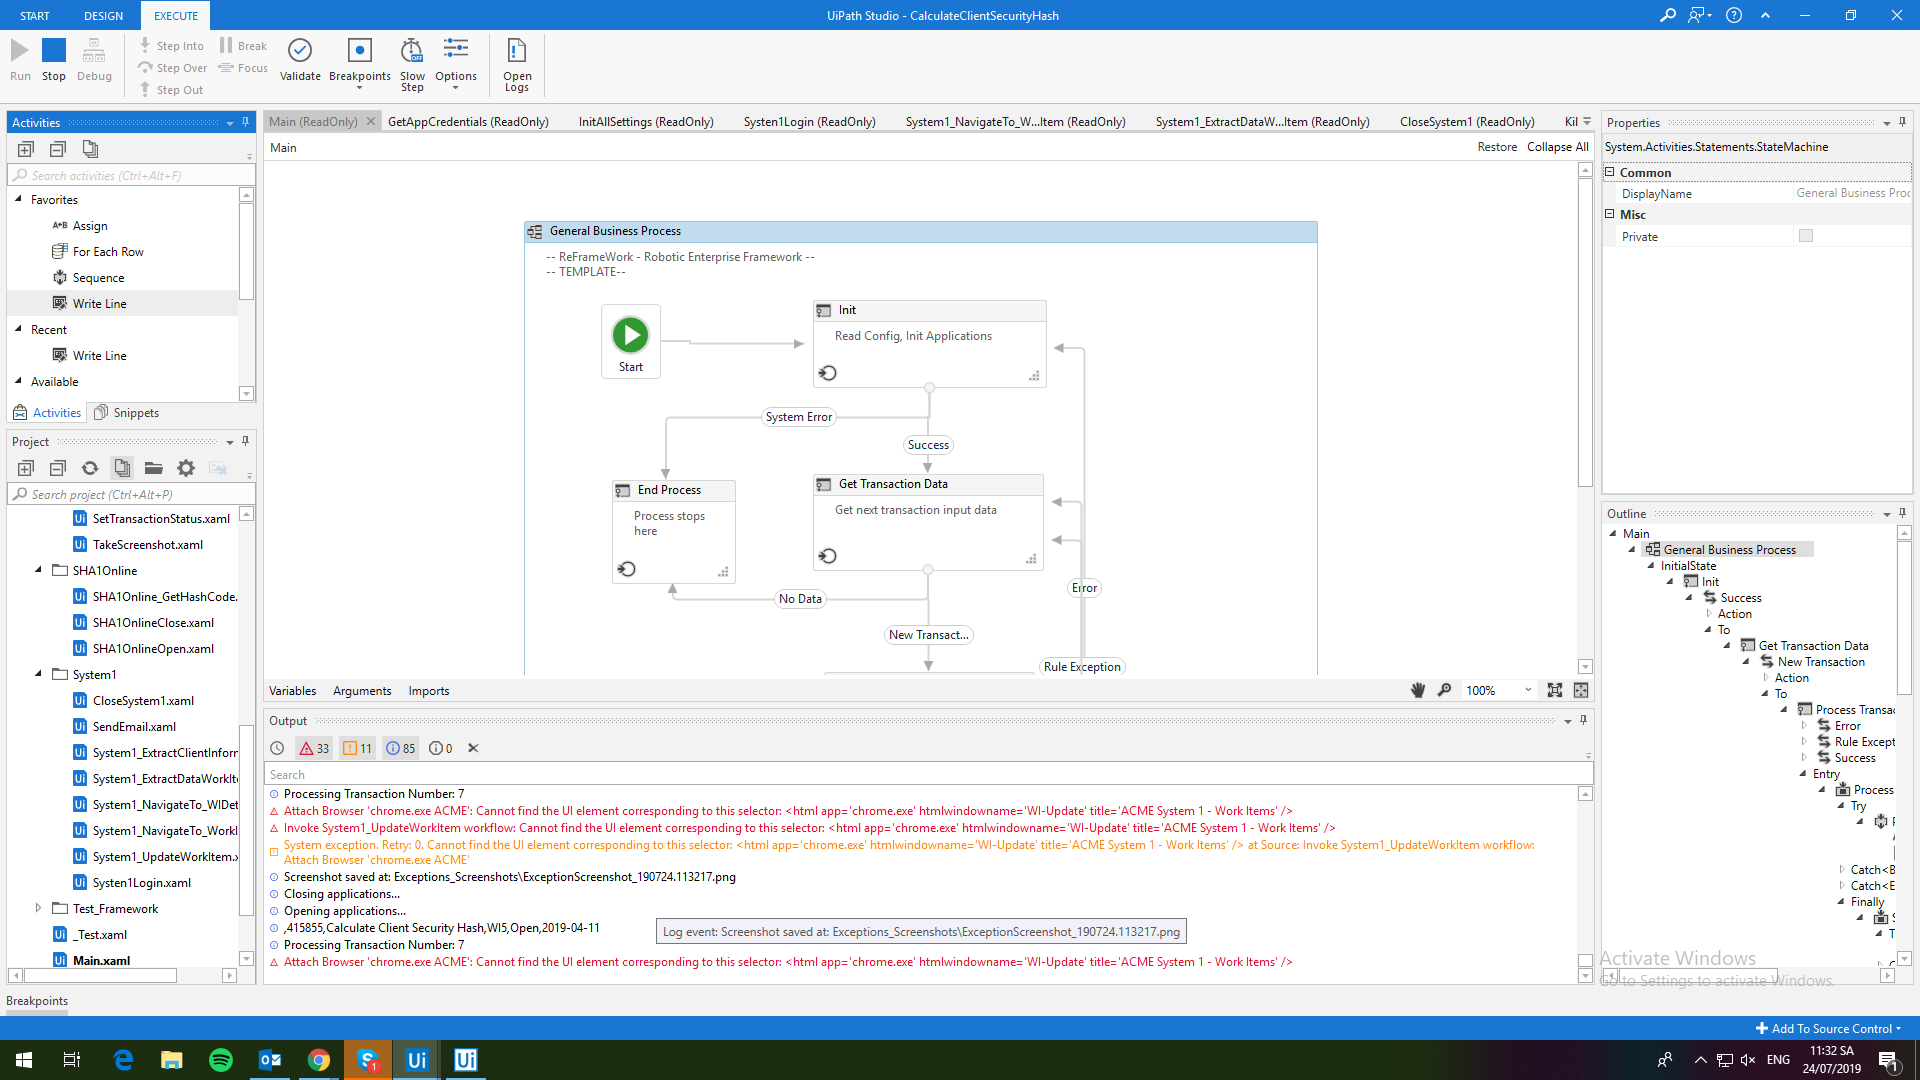 START
DESIGN
EXECUTE
UiPath Studio - CalculateClientSecurityHash
Run
Stop
Debug
Step Into
Step Over
Step Out
Break
Focus
Validate
Breakpoints
Slow
Step
Options
Open
Logs
Activities
Search activities (Ctrl+Alt+F)
Favorites
Assign
For Each Row
Sequence
Write Line
Recent
Write Line
Available
Activities
Snippets
Project
Search project (Ctrl+Alt+P)
SetTransactionStatus.xaml
TakeScreenshot.xaml
SHA1Online
SHA1Online_GetHashCode.
SHA1OnlineClose.xaml
SHA1OnlineOpen.xaml
System1
CloseSystem1.xaml
SendEmail.xaml
System1_ExtractClientInforr
System1_ExtractDataWorkIte
System1_NavigateTo_WIDet
System1_NavigateTo_WorkI
System1_UpdateWorkItem.x
Systen1Login.xaml
Test_Framework
_Test.xaml
Main.xaml
Main (ReadOnly)
GetAppCredentials (ReadOnly)
InitAllSettings (ReadOnly)
Systen1Login (ReadOnly)
System1_NavigateTo_W...Item (ReadOnly)
System1_ExtractDataW...Item (ReadOnly)
CloseSystem1 (ReadOnly)
Kil
Main
Restore
Collapse All
General Business Process
-- ReFrameWork - Robotic Enterprise Framework --
-- TEMPLATE--
Start
Init
Read Config, Init Applications
System Error
Success
End Process
Process stops
here
Get Transaction Data
Get next transaction input data
No Data
Error
New Transact...
Rule Exception
Variables
Arguments
Imports
100%
Output
33
11
85
0
Search
Processing Transaction Number: 7
Attach Browser 'chrome.exe ACME': Cannot find the UI element corresponding to this selector: <html app='chrome.exe' htmlwindowname='WI-Update' title='ACME System 1 - Work Items' />
Invoke System1_UpdateWorkItem workflow: Cannot find the UI element corresponding to this selector: <html app='chrome.exe' htmlwindowname='WI-Update' title='ACME System 1 - Work Items' />
System exception. Retry: 0. Cannot find the UI element corresponding to this selector: <html app='chrome.exe' htmlwindowname='WI-Update' title='ACME System 1 - Work Items' /> at Source: Invoke System1_UpdateWorkItem workflow:
Attach Browser 'chrome.exe ACME'
Screenshot saved at: Exceptions_Screenshots\ExceptionScreenshot_190724.113217.png
Closing applications...
Opening applications...
,415855,Calculate Client Security Hash,WI5,Open,2019-04-11
Log event: Screenshot saved at: Exceptions_Screenshots\ExceptionScreenshot_190724.113217.png
Processing Transaction Number: 7
Attach Browser 'chrome.exe ACME': Cannot find the UI element corresponding to this selector: <html app='chrome.exe' htmlwindowname='WI-Update' title='ACME System 1 - Work Items' />
Properties
System.Activities.Statements.StateMachine
Common
DisplayName
General Business Proc
Misc
Private
Outline
Main
General Business Process
InitialState
Init
Success
Action
To
Get Transaction Data
New Transaction
Action
To
Process Transac
Error
Rule Except
Success
Entry
Process
Try
Catch<B
Catch<E
Finally
Activate Windows
Go to Settings to activate Windows.
Breakpoints
Add To Source Control
ENG
11:32 SA
24/07/2019